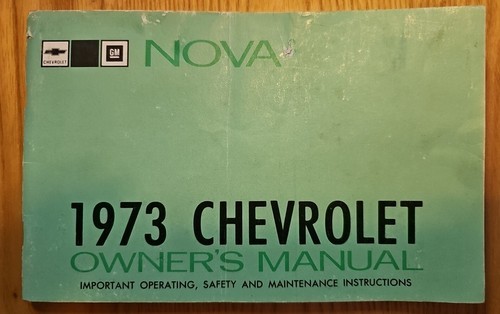 CHEVROLET
GM
NOVA
1973 CHEVROLET
OWNER'S MANUAL
IMPORTANT OPERATING, SAFETY AND MAINTENANCE INSTRUCTIONS